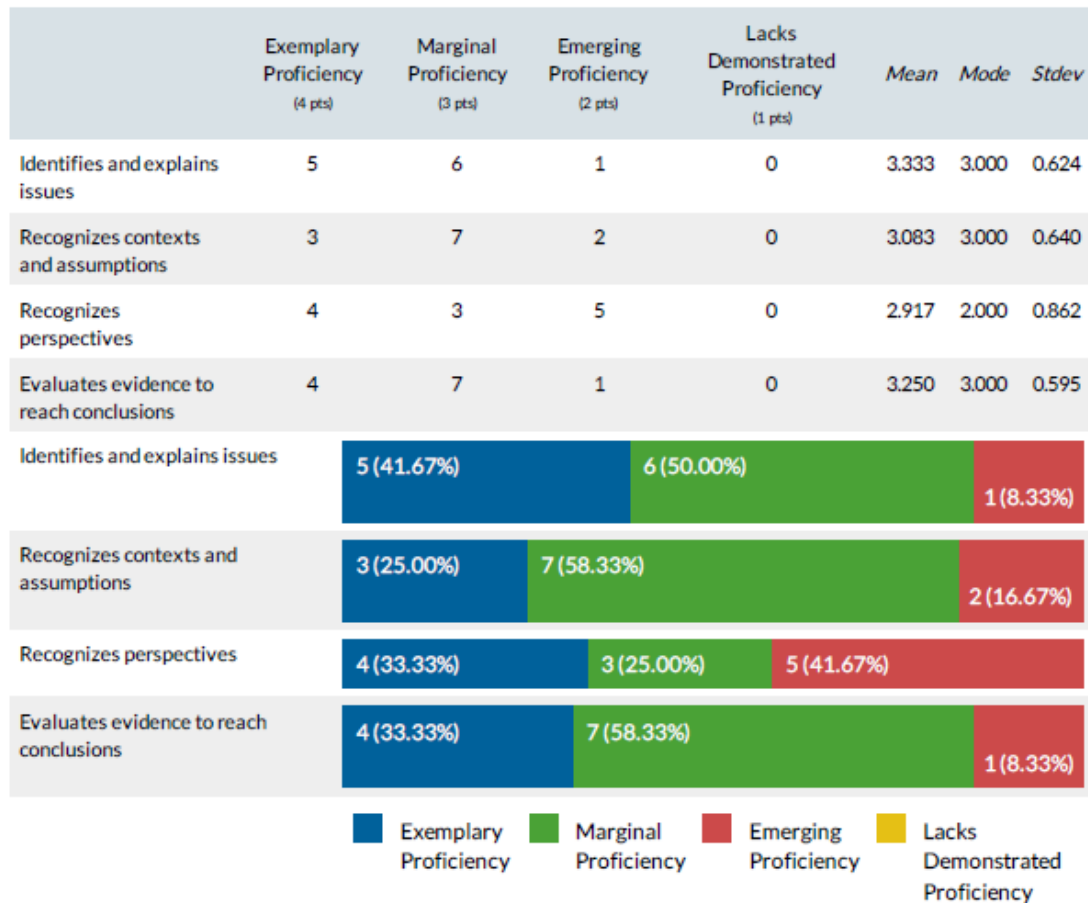 Exemplary Proficiency (4 pts) Marginal Proficiency (3 pts) Emerging Proficiency (2 pts) Lacks Demonstrated Proficiency (1 pts) Mean Mode Stdev
Identifies and explains issues 5 6 1 0 3.333 3.000 0.624
Recognizes contexts and assumptions 3 7 2 0 3.083 3.000 0.640
Recognizes perspectives 4 3 5 0 2.917 2.000 0.862
Evaluates evidence to reach conclusions 4 7 1 0 3.250 3.000 0.595
Identifies and explains issues 5 (41.67%) 6 (50.00%) 1 (8.33%)
Recognizes contexts and assumptions 3 (25.00%) 7 (58.33%) 2 (16.67%)
Recognizes perspectives 4 (33.33%) 3 (25.00%) 5 (41.67%)
Evaluates evidence to reach conclusions 4 (33.33%) 7 (58.33%) 1 (8.33%)
Exemplary Proficiency Marginal Proficiency Emerging Proficiency Lacks Demonstrated Proficiency